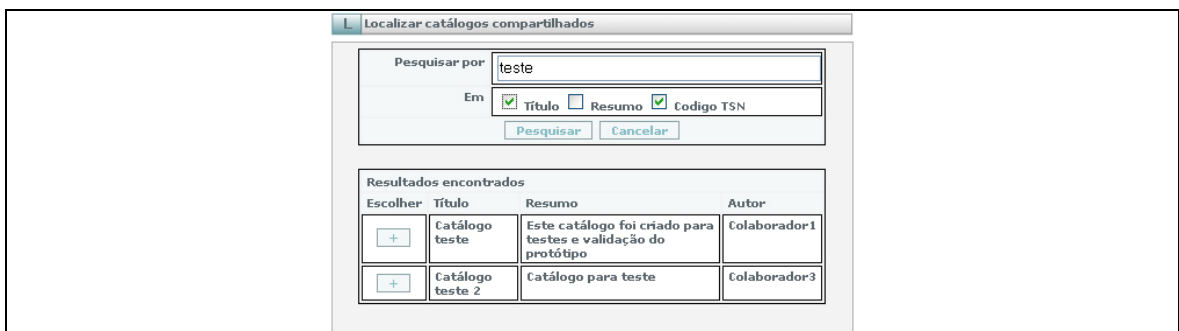 L Localizar catálogos compartilhados
Pesquisar por teste
Em Título Resumo Codigo TSN
Pesquisar Cancelar
Resultados encontrados
Escolher Título Resumo Autor
+ Catálogo teste Este catálogo foi criado para testes e validação do protótipo Colaborador1
+ Catálogo teste 2 Catálogo para teste Colaborador3